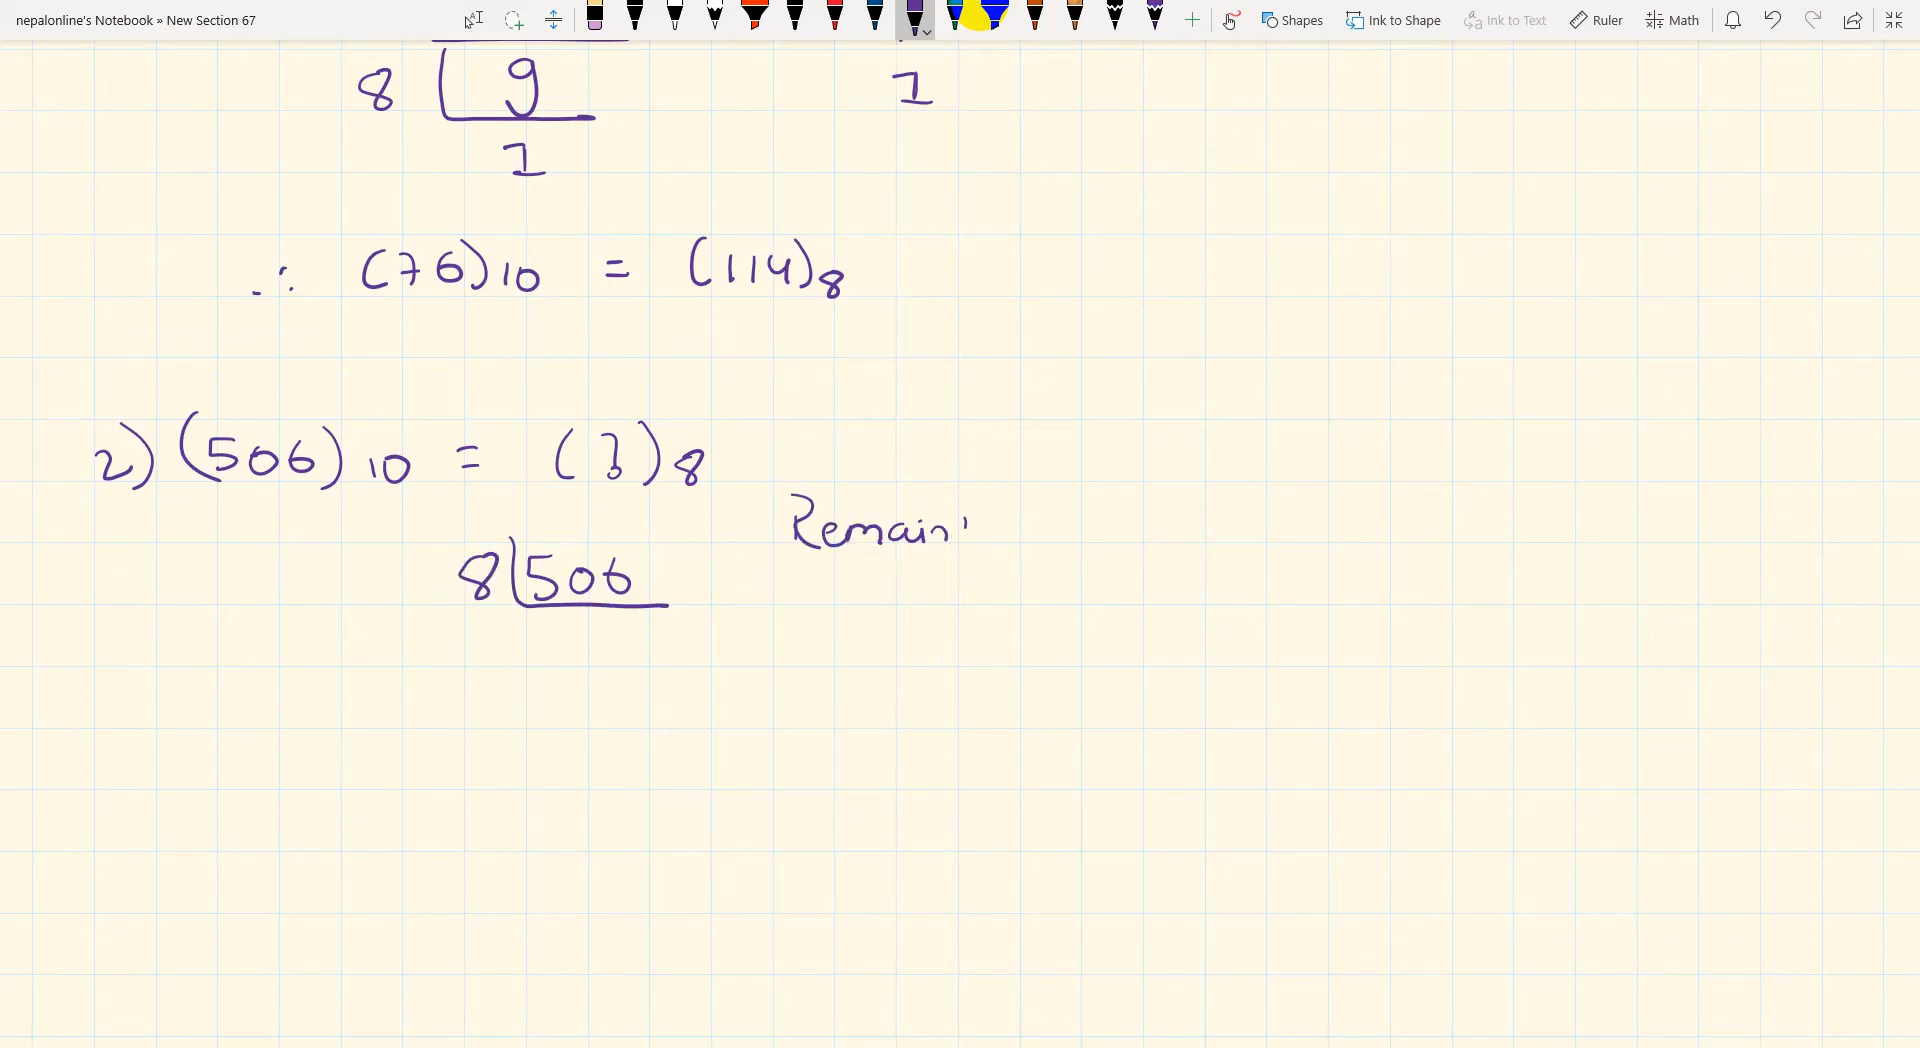 nepalonline's Notebook » New Section 67
Shapes Ink to Shape Ink to Text Ruler Math
8 9 1
1
∴ (76)10 = (114)8
2) (506)10 = (?)8
Remain
8 506